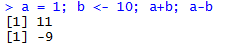 > a = 1; b <- 10; a+b; a-b
[1] 11
[1] -9